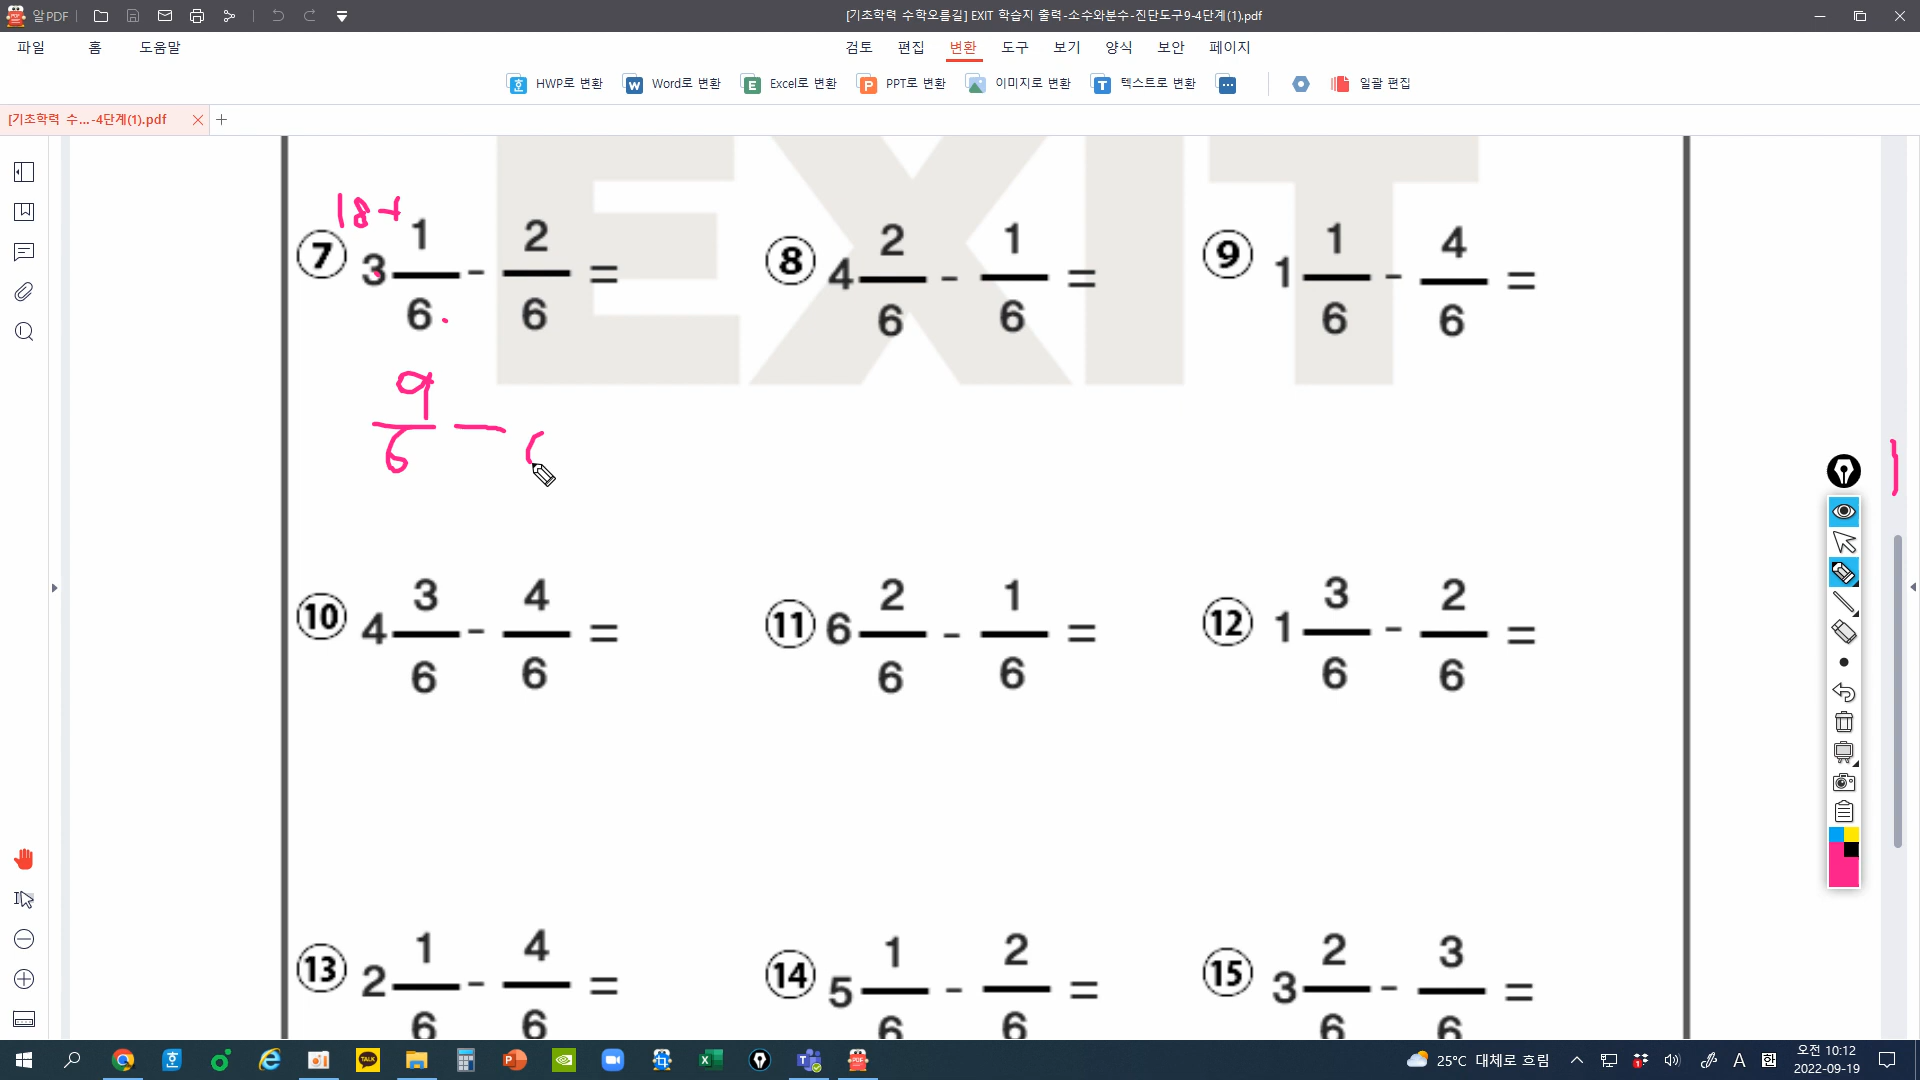 알PDF
[기초학력 수학오름길] EXIT 학습지 출력-소수와분수-진단도구9-4단계(1).pdf
파일 홈 도움말 검토 편집 변환 도구 보기 양식 보안 페이지
HWP로 변환 Word로 변환 Excel로 변환 PPT로 변환 이미지로 변환 텍스트로 변환 일괄 편집
[기초학력 수...-4단계(1).pdf
EXIT
18+
⑦ 3 1/6 - 2/6 =
⑧ 4 2/6 - 1/6 =
⑨ 1 1/6 - 4/6 =
9/6 -
⑩ 4 3/6 - 4/6 =
⑪ 6 2/6 - 1/6 =
⑫ 1 3/6 - 2/6 =
⑬ 2 1/6 - 4/6 =
⑭ 5 1/6 - 2/6 =
⑮ 3 2/6 - 3/6 =
25°C 대체로 흐림
A
오전 10:12
2022-09-19